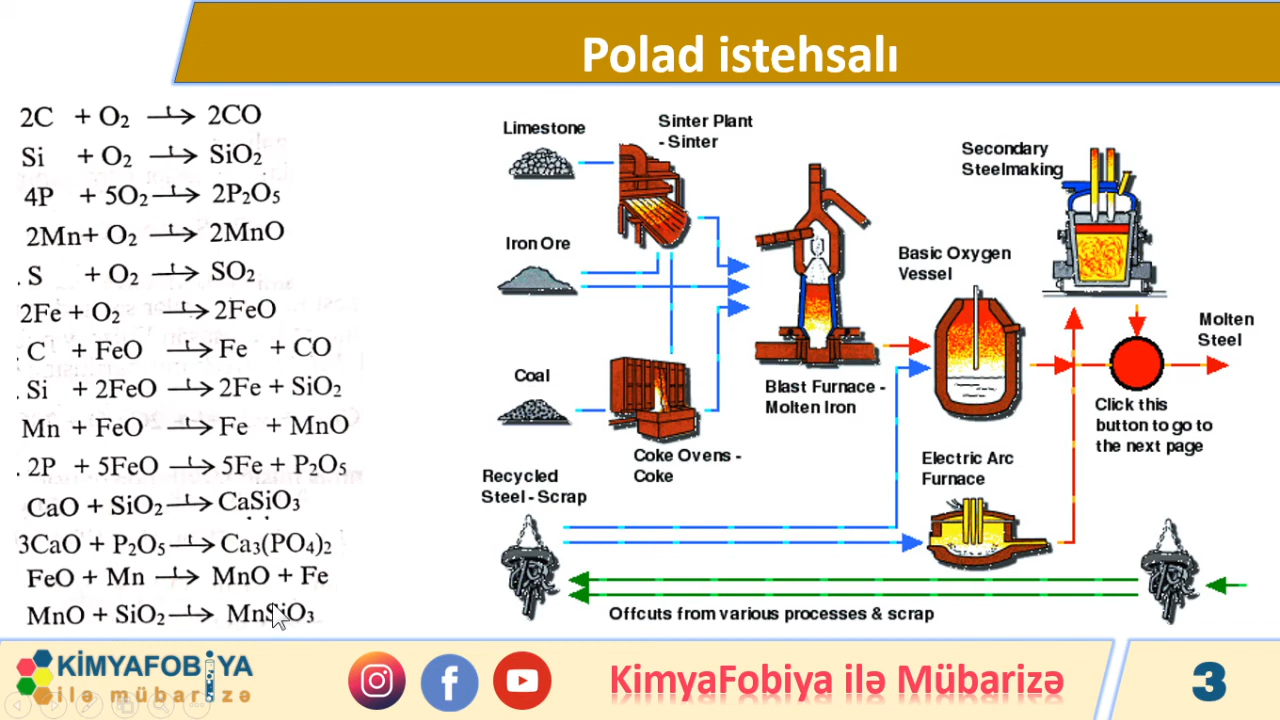 Polad istehsalı
2C + O₂ —t→ 2CO
Si + O₂ —t→ SiO₂
4P + 5O₂ —t→ 2P₂O₅
2Mn+ O₂ —t→ 2MnO
. S + O₂ —t→ SO₂
2Fe + O₂ —t→ 2FeO
. C + FeO —t→ Fe + CO
. Si + 2FeO —t→ 2Fe + SiO₂
Mn + FeO —t→ Fe + MnO
. 2P + 5FeO —t→ 5Fe + P₂O₅
CaO + SiO₂ —t→ CaSiO₃
3CaO + P₂O₅ —t→ Ca₃(PO₄)₂
FeO + Mn —t→ MnO + Fe
MnO + SiO₂ —t→ MnSiO₃
Limestone
Sinter Plant
- Sinter
Iron Ore
Coal
Coke Ovens -
Coke
Recycled
Steel - Scrap
Blast Furnace -
Molten Iron
Basic Oxygen
Vessel
Electric Arc
Furnace
Secondary
Steelmaking
Molten
Steel
Click this
button to go to
the next page
Offcuts from various processes & scrap
KİMYAFOBİYA
ilə mübarizə
KimyaFobiya ilə Mübarizə
3